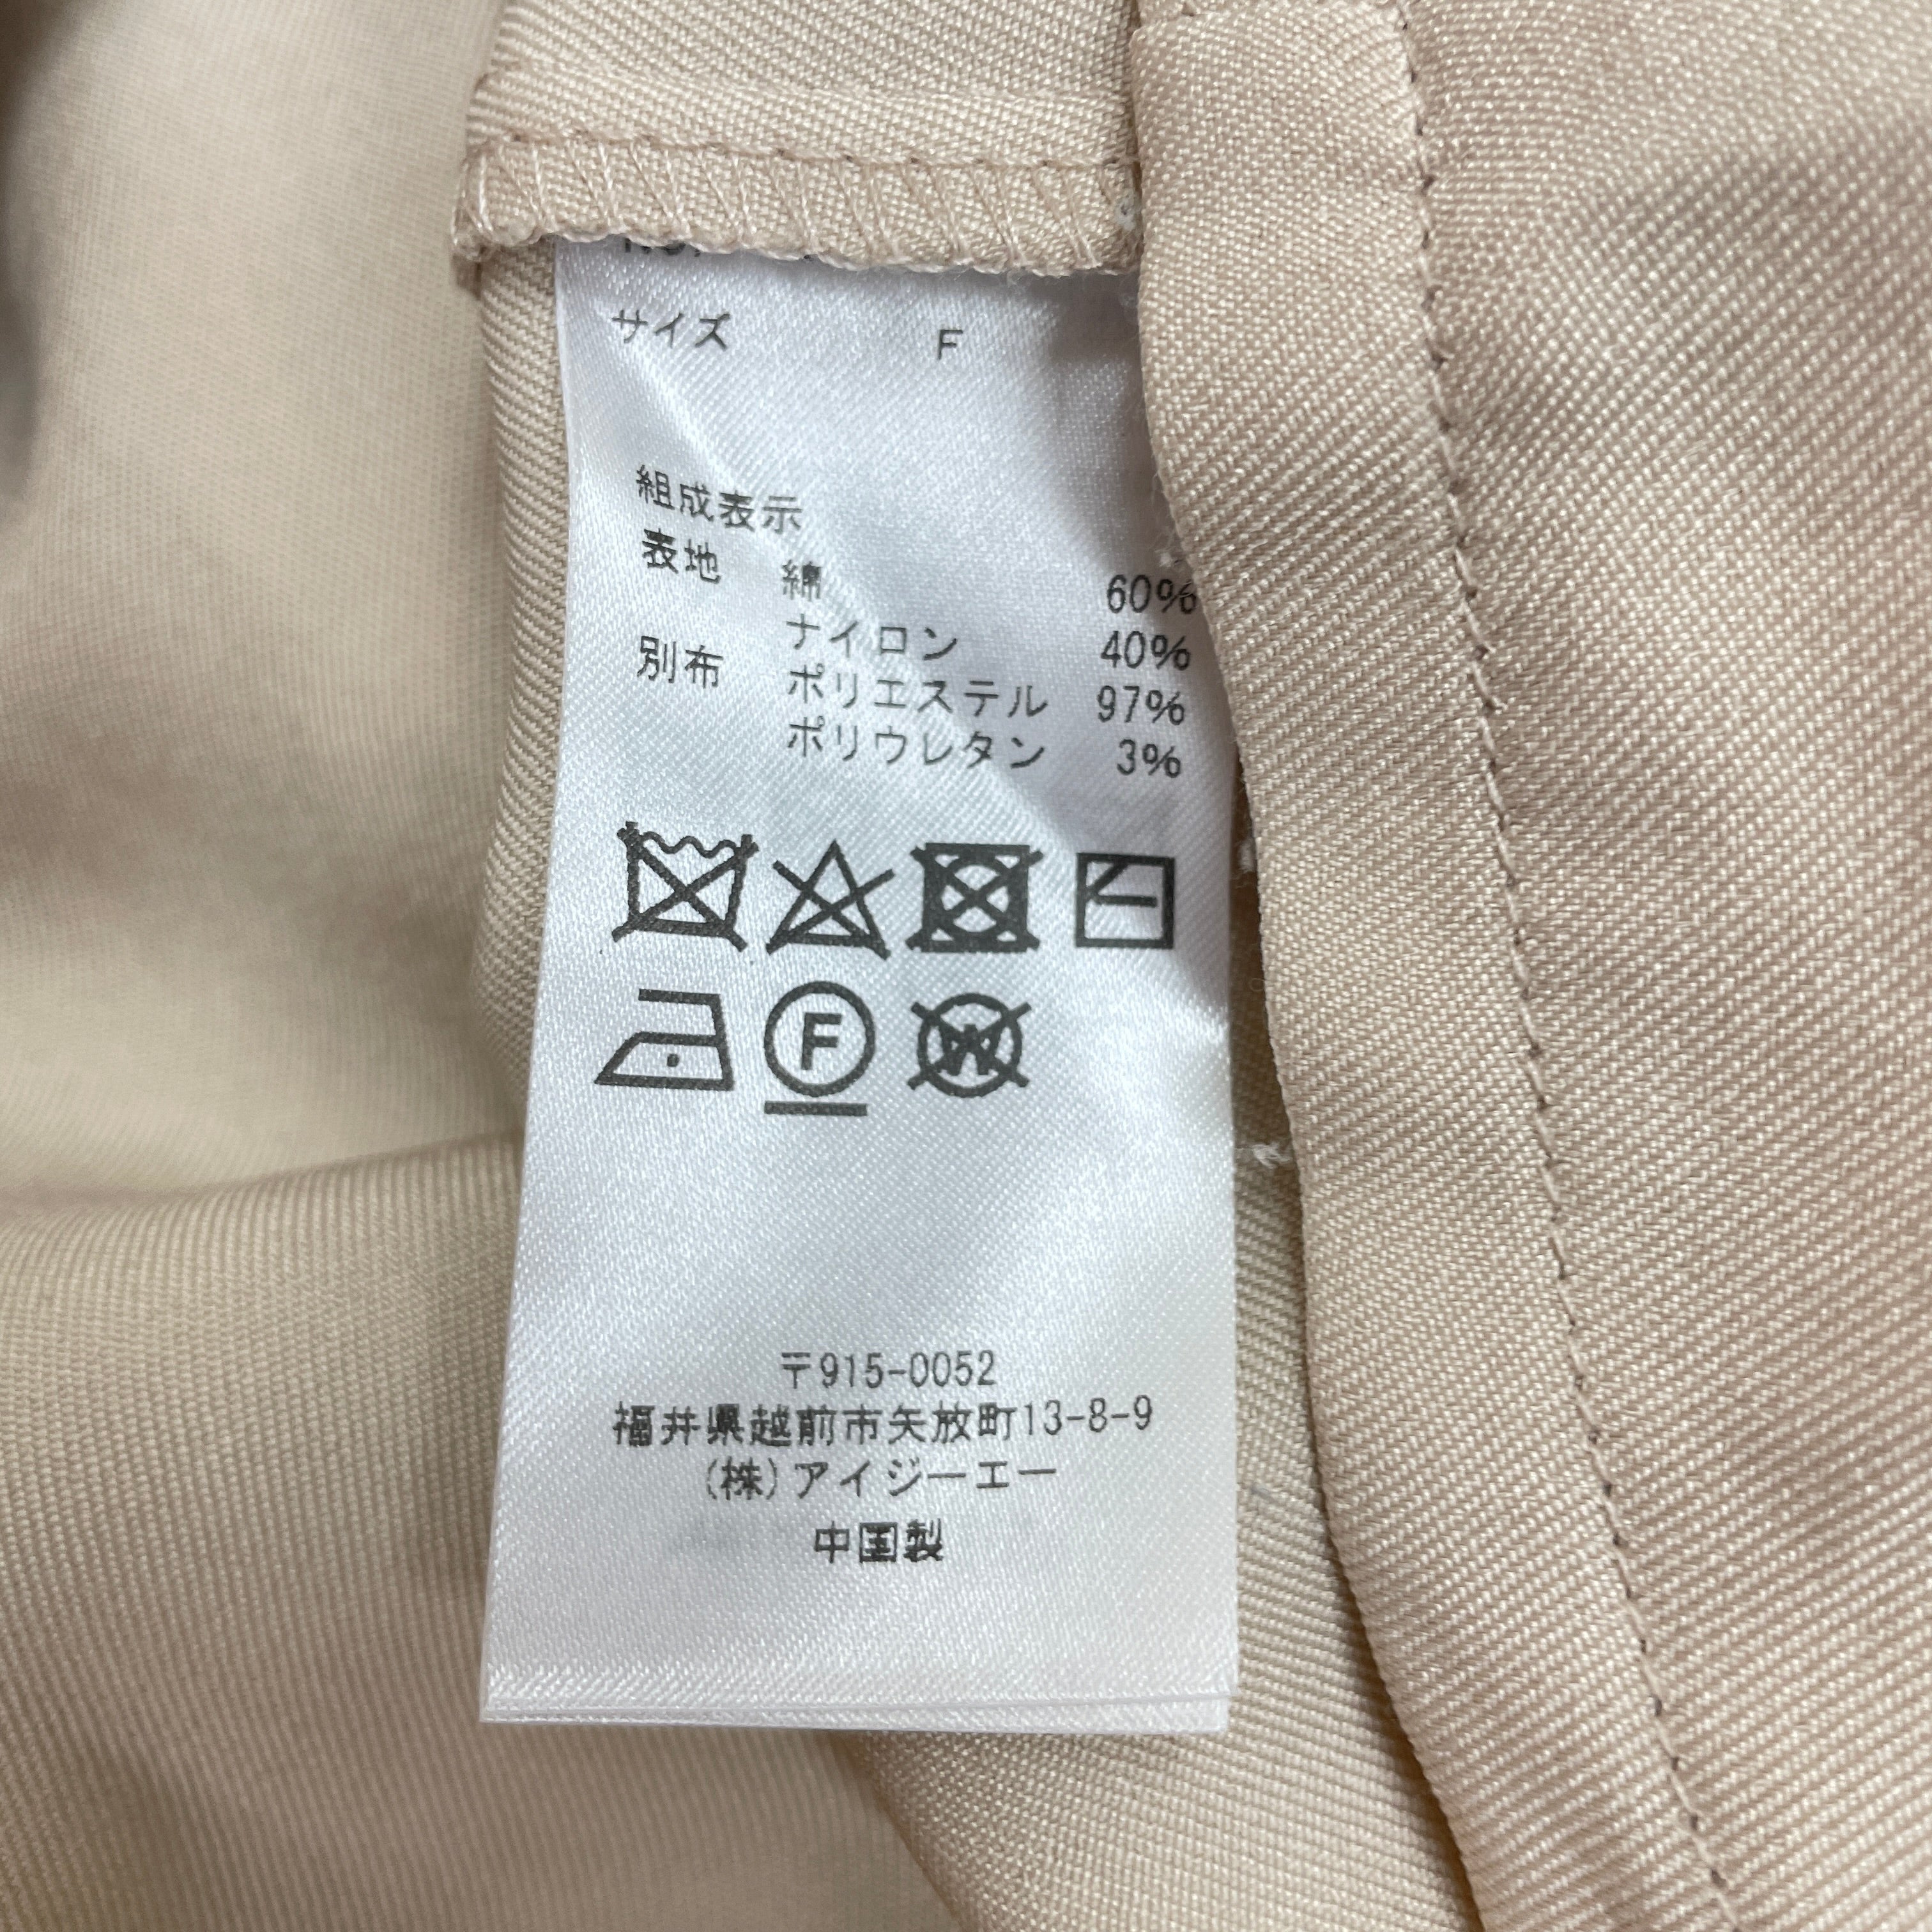 サイズ F
組成表示
表地 綿 60%
ナイロン 40%
別布 ポリエステル 97%
ポリウレタン 3%
F
W
〒915-0052
福井県越前市矢放町13-8-9
(株)アイジーエー
中国製